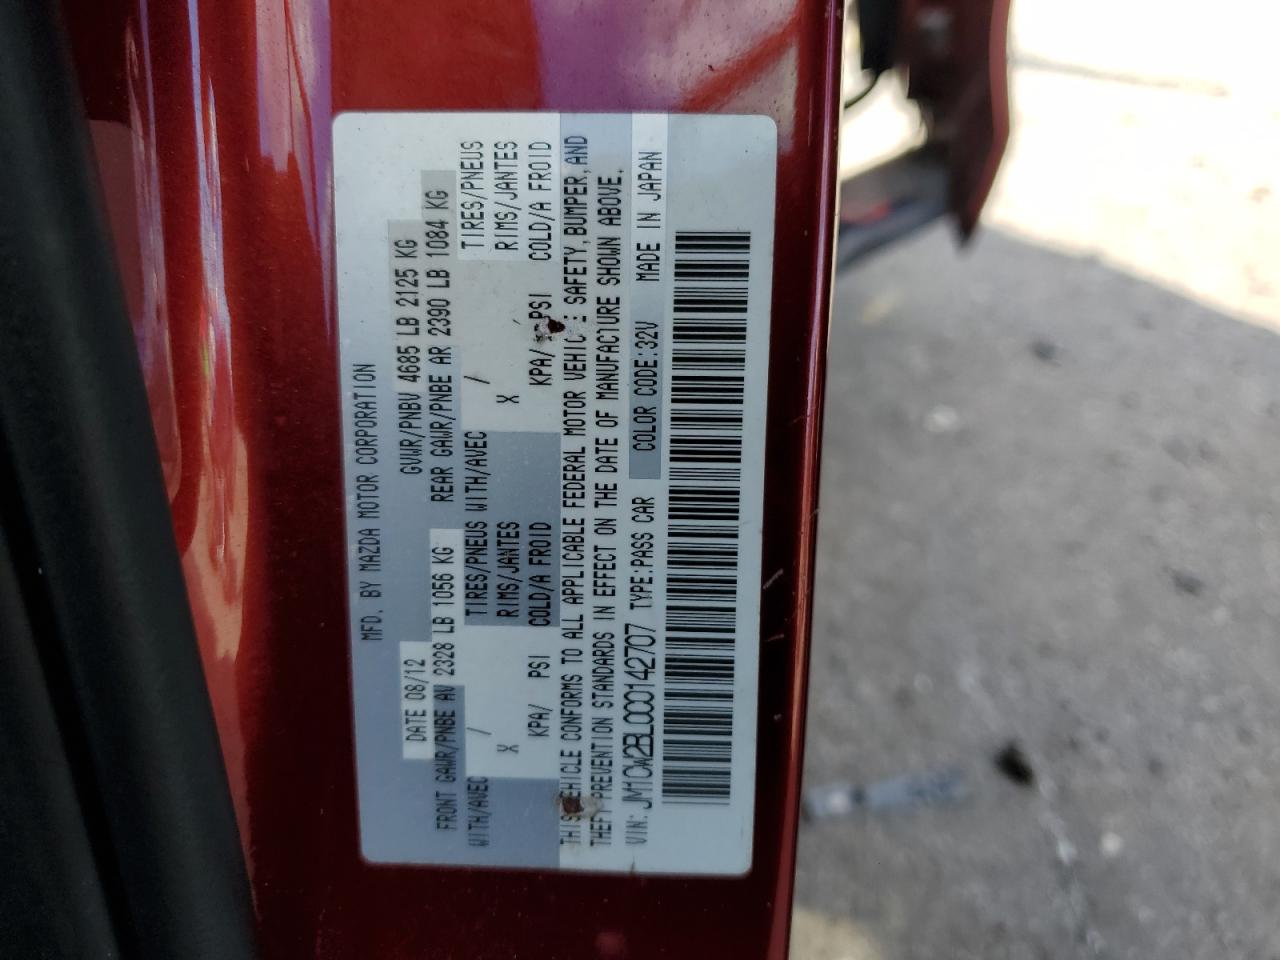 MFD. BY MAZDA MOTOR CORPORATION
DATE 08/12 GVWR/PNBV 4685 LB 2125 KG
FRONT GAWR/PNBE AV 2328 LB 1056 KG REAR GAWR/PNBE AR 2390 LB 1084 KG
WITH/AVEC / TIRES/PNEUS WITH/AVEC / TIRES/PNEUS
X RIMS/JANTES X RIMS/JANTES
KPA/ PSI COLD/A FROID KPA/ PSI COLD/A FROID
THIS VEHICLE CONFORMS TO ALL APPLICABLE FEDERAL MOTOR VEHICLE SAFETY, BUMPER, AND
THEFT PREVENTION STANDARDS IN EFFECT ON THE DATE OF MANUFACTURE SHOWN ABOVE.
VIN: JM1CW2BL0C0142707 TYPE:PASS CAR COLOR CODE:32V MADE IN JAPAN